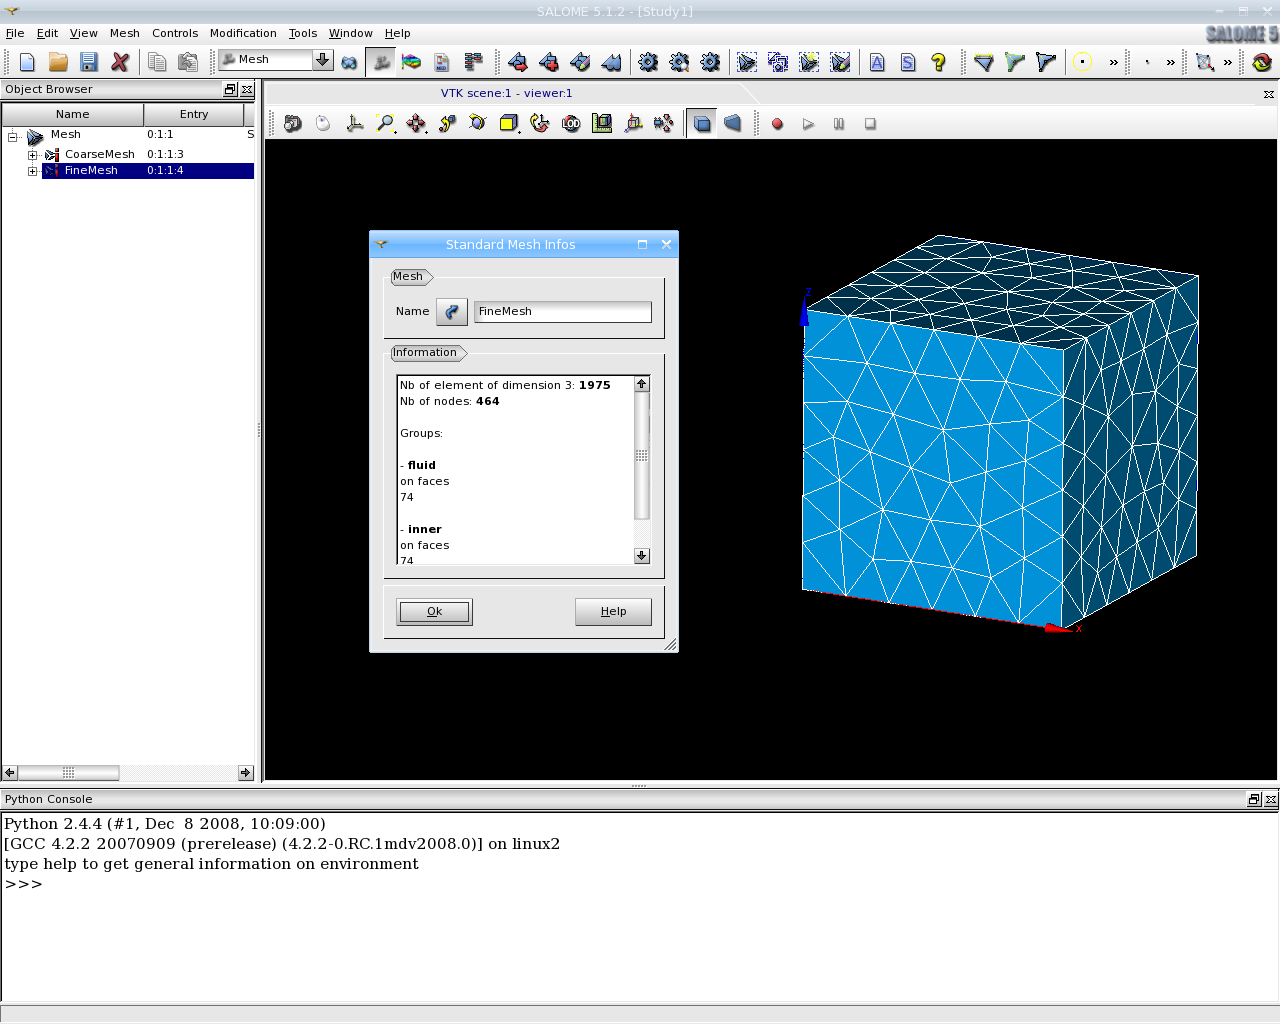 SALOME 5.1.2 - [Study1]
File Edit View Mesh Controls Modification Tools Window Help
SALOME 5
Mesh
» » » »
Object Browser
Name Entry
Mesh 0:1:1 S
CoarseMesh 0:1:1:3
FineMesh 0:1:1:4
VTK scene:1 - viewer:1
Standard Mesh Infos
Mesh
Name FineMesh
Information
Nb of element of dimension 3: 1975
Nb of nodes: 464
Groups:
- fluid
on faces
74
- inner
on faces
74
Ok Help
Z
X
Python Console
Python 2.4.4 (#1, Dec  8 2008, 10:09:00)
[GCC 4.2.2 20070909 (prerelease) (4.2.2-0.RC.1mdv2008.0)] on linux2
type help to get general information on environment
>>>